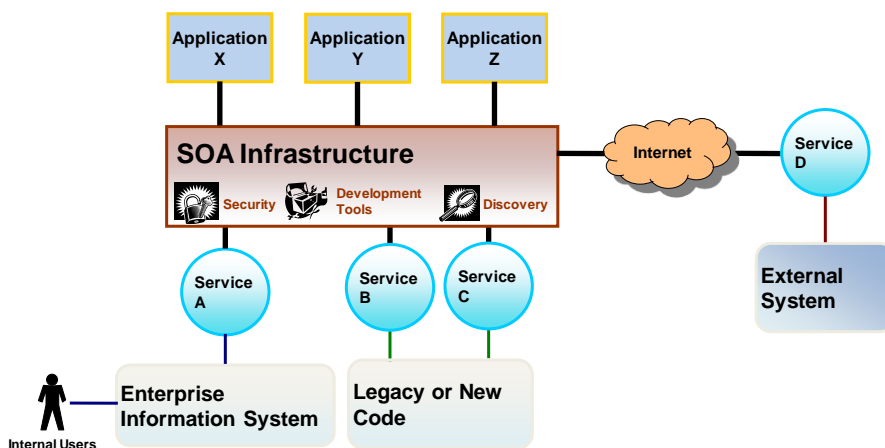 Application
X
Application
Y
Application
Z
SOA Infrastructure
Security
Development
Tools
Discovery
Internet
Service
D
Service
A
Service
B
Service
C
External
System
Enterprise
Information System
Legacy or New
Code
Internal Users